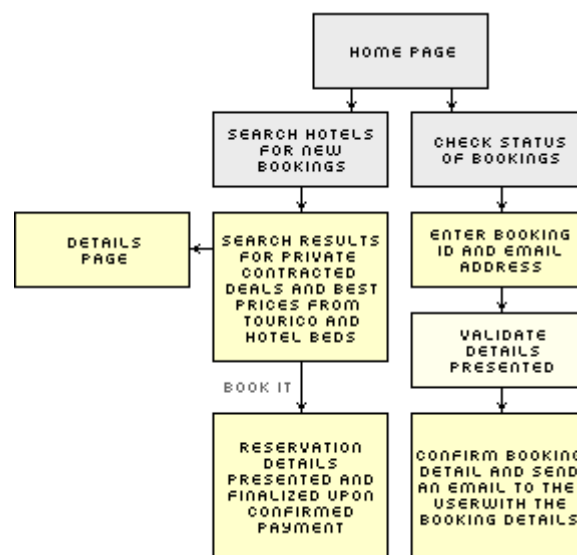 HOME PAGE
SEARCH HOTELS
FOR NEW
BOOKINGS
CHECK STATUS
OF BOOKINGS
DETAILS
PAGE
SEARCH RESULTS
FOR PRIVATE
CONTRACTED
DEALS AND BEST
PRICES FROM
TOURICO AND
HOTEL BEDS
ENTER BOOKING
ID AND EMAIL
ADDRESS
VALIDATE
DETAILS
PRESENTED
BOOK IT
RESERVATION
DETAILS
PRESENTED AND
FINALIZED UPON
CONFIRMED
PAYMENT
CONFIRM BOOKING
DETAIL AND SEND
AN EMAIL TO THE
USERWITH THE
BOOKING DETAILS